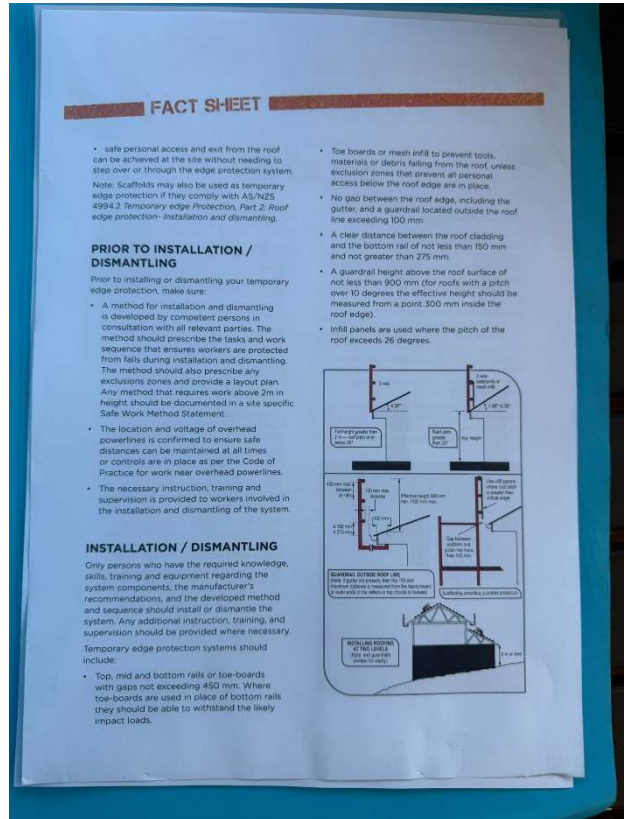 FACT SHEET
• safe personal access and exit from the roof
can be achieved at the site without needing to
step over or through the edge protection system.
Note: Scaffolds may also be used as temporary
edge protection if they comply with AS/NZS
4994.2 Temporary edge Protection, Part 2: Roof
edge protection- Installation and dismantling.
PRIOR TO INSTALLATION /
DISMANTLING
Prior to installing or dismantling your temporary
edge protection, make sure:
• A method for installation and dismantling
is developed by competent persons in
consultation with all relevant parties. The
method should prescribe the tasks and work
sequence that ensures workers are protected
from falls during installation and dismantling.
The method should also prescribe any
exclusions zones and provide a layout plan.
Any method that requires work above 2m in
height should be documented in a site specific
Safe Work Method Statement.
• The location and voltage of overhead
powerlines is confirmed to ensure safe
distances can be maintained at all times
or controls are in place as per the Code of
Practice for work near overhead powerlines.
• The necessary instruction, training and
supervision is provided to workers involved in
the installation and dismantling of the system.
INSTALLATION / DISMANTLING
Only persons who have the required knowledge,
skills, training and equipment regarding the
system components, the manufacturer's
recommendations, and the developed method
and sequence should install or dismantle the
system. Any additional instruction, training, and
supervision should be provided where necessary.
Temporary edge protection systems should
include:
• Top, mid and bottom rails or toe-boards
with gaps not exceeding 450 mm. Where
toe-boards are used in place of bottom rails
they should be able to withstand the likely
impact loads.
• Toe boards or mesh infill to prevent tools,
materials or debris falling from the roof, unless
exclusion zones that prevent all personal
access below the roof edge are in place.
• No gap between the roof edge, including the
gutter, and a guardrail located outside the roof
line exceeding 100 mm
• A clear distance between the roof cladding
and the bottom rail of not less than 150 mm
and not greater than 275 mm.
• A guardrail height above the roof surface of
not less than 900 mm (for roofs with a pitch
over 10 degrees the effective height should be
measured from a point 300 mm inside the
roof edge).
• Infill panels are used where the pitch of the
roof exceeds 26 degrees.
3 rails
Fall height greater than
Any height
100 mm max
GUARDRAIL OUTSIDE ROOF LINE
Gap between
Scaffolding providing guardrail protection
INSTALLING ROOFING
AT TWO LEVELS
2 m or less